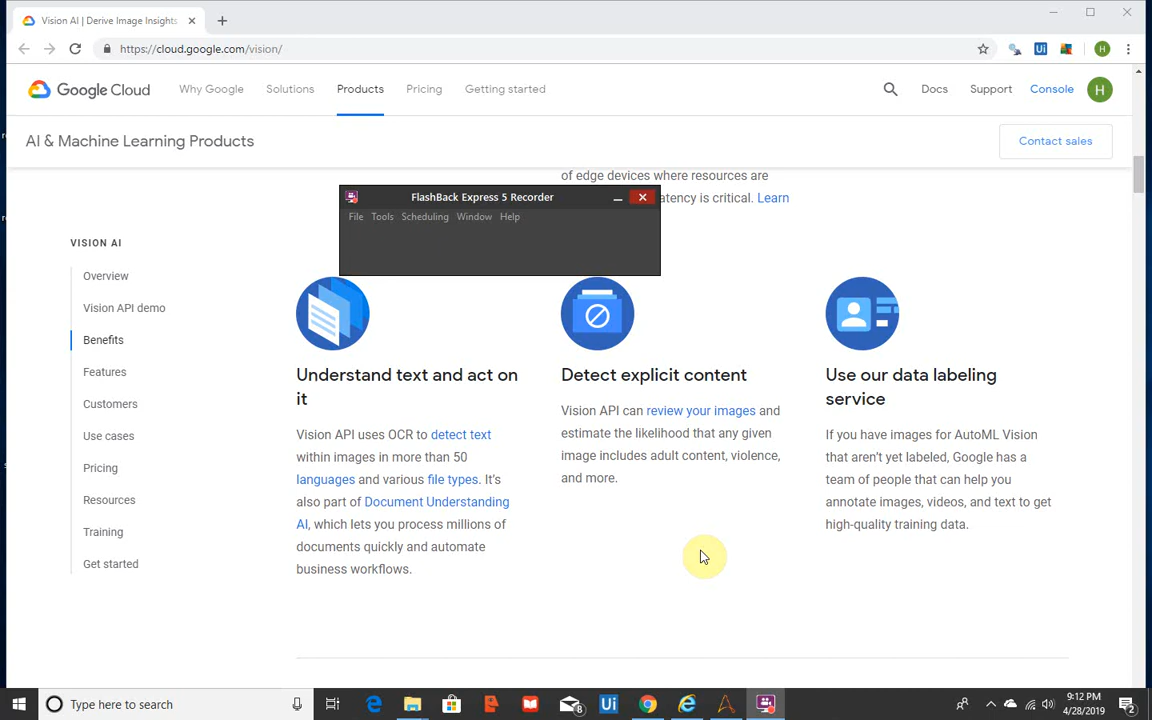 Vision AI | Derive Image Insights
https://cloud.google.com/vision/
Ui
H
Google Cloud
Why Google
Solutions
Products
Pricing
Getting started
Docs
Support
Console
H
AI & Machine Learning Products
Contact sales
of edge devices where resources are
atency is critical. Learn
FlashBack Express 5 Recorder
File
Tools
Scheduling
Window
Help
VISION AI
Overview
Vision API demo
Benefits
Features
Customers
Use cases
Pricing
Resources
Training
Get started
Understand text and act on
it
Vision API uses OCR to detect text
within images in more than 50
languages and various file types. It's
also part of Document Understanding
AI, which lets you process millions of
documents quickly and automate
business workflows.
Detect explicit content
Vision API can review your images and
estimate the likelihood that any given
image includes adult content, violence,
and more.
Use our data labeling
service
If you have images for AutoML Vision
that aren't yet labeled, Google has a
team of people that can help you
annotate images, videos, and text to get
high-quality training data.
Type here to search
8
Ui
9:12 PM
4/28/2019
2